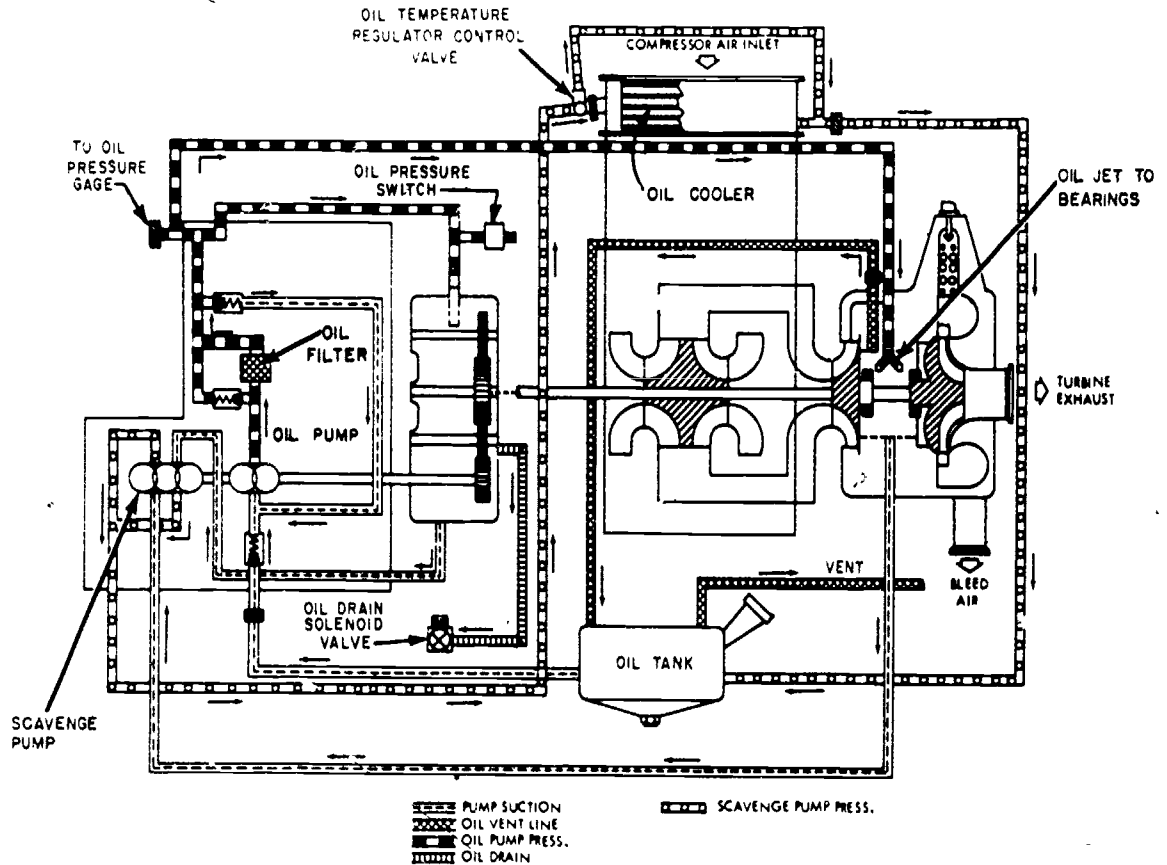 OIL TEMPERATURE
REGULATOR CONTROL
VALVE
COMPRESSOR AIR INLET
TO OIL
PRESSURE
GAGE
OIL PRESSURE
SWITCH
OIL COOLER
OIL JET TO
BEARINGS
OIL
FILTER
OIL PUMP
TURBINE
EXHAUST
VENT
BLEED
AIR
OIL DRAIN
SOLENOID
VALVE
OIL TANK
SCAVENGE
PUMP
PUMP SUCTION
OIL VENT LINE
OIL PUMP PRESS.
OIL DRAIN
SCAVENGE PUMP PRESS.